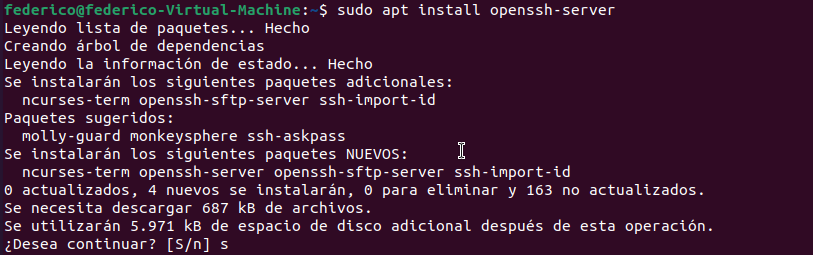 federico@federico-Virtual-Machine:~$ sudo apt install openssh-server
Leyendo lista de paquetes... Hecho
Creando árbol de dependencias
Leyendo la información de estado... Hecho
Se instalarán los siguientes paquetes adicionales:
  ncurses-term openssh-sftp-server ssh-import-id
Paquetes sugeridos:
  molly-guard monkeysphere ssh-askpass
Se instalarán los siguientes paquetes NUEVOS:
  ncurses-term openssh-server openssh-sftp-server ssh-import-id
0 actualizados, 4 nuevos se instalarán, 0 para eliminar y 163 no actualizados.
Se necesita descargar 687 kB de archivos.
Se utilizarán 5.971 kB de espacio de disco adicional después de esta operación.
¿Desea continuar? [S/n] s